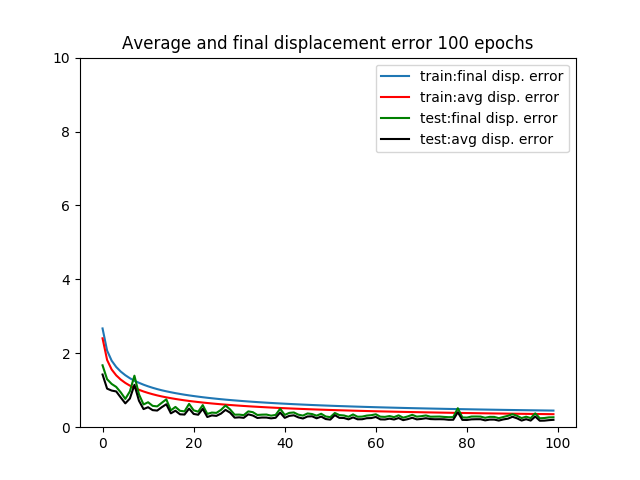 Average and final displacement error 100 epochs
10
8
6
4
2
0
train:final disp. error
train:avg disp. error
test:final disp. error
test:avg disp. error
0 20 40 60 80 100